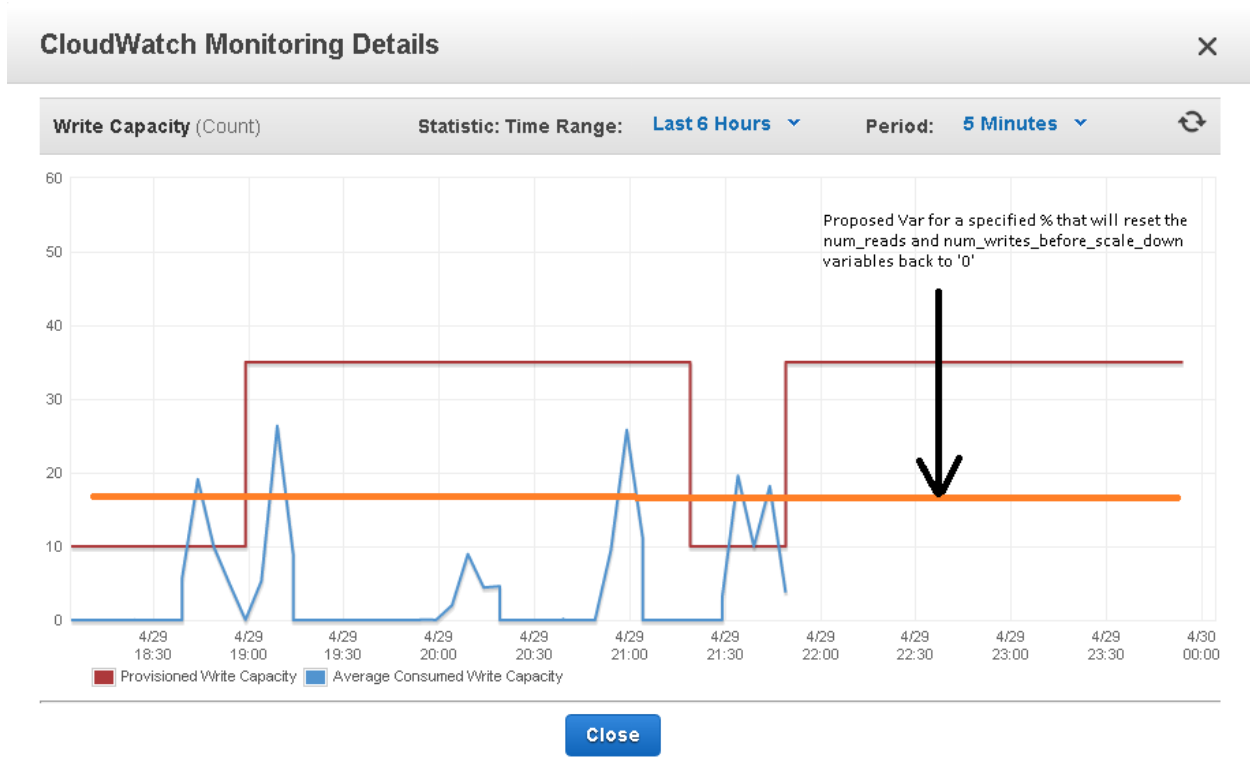 CloudWatch Monitoring Details
Write Capacity (Count) Statistic: Time Range: Last 6 Hours Period: 5 Minutes
60
Proposed Var for a specified % that will reset the
num_reads and num_writes_before_scale_down
variables back to '0'
50
40
30
20
10
0
4/29 4/29 4/29 4/29 4/29 4/29 4/29 4/29 4/29 4/29 4/29 4/30
18:30 19:00 19:30 20:00 20:30 21:00 21:30 22:00 22:30 23:00 23:30 00:00
Provisioned Write Capacity Average Consumed Write Capacity
Close